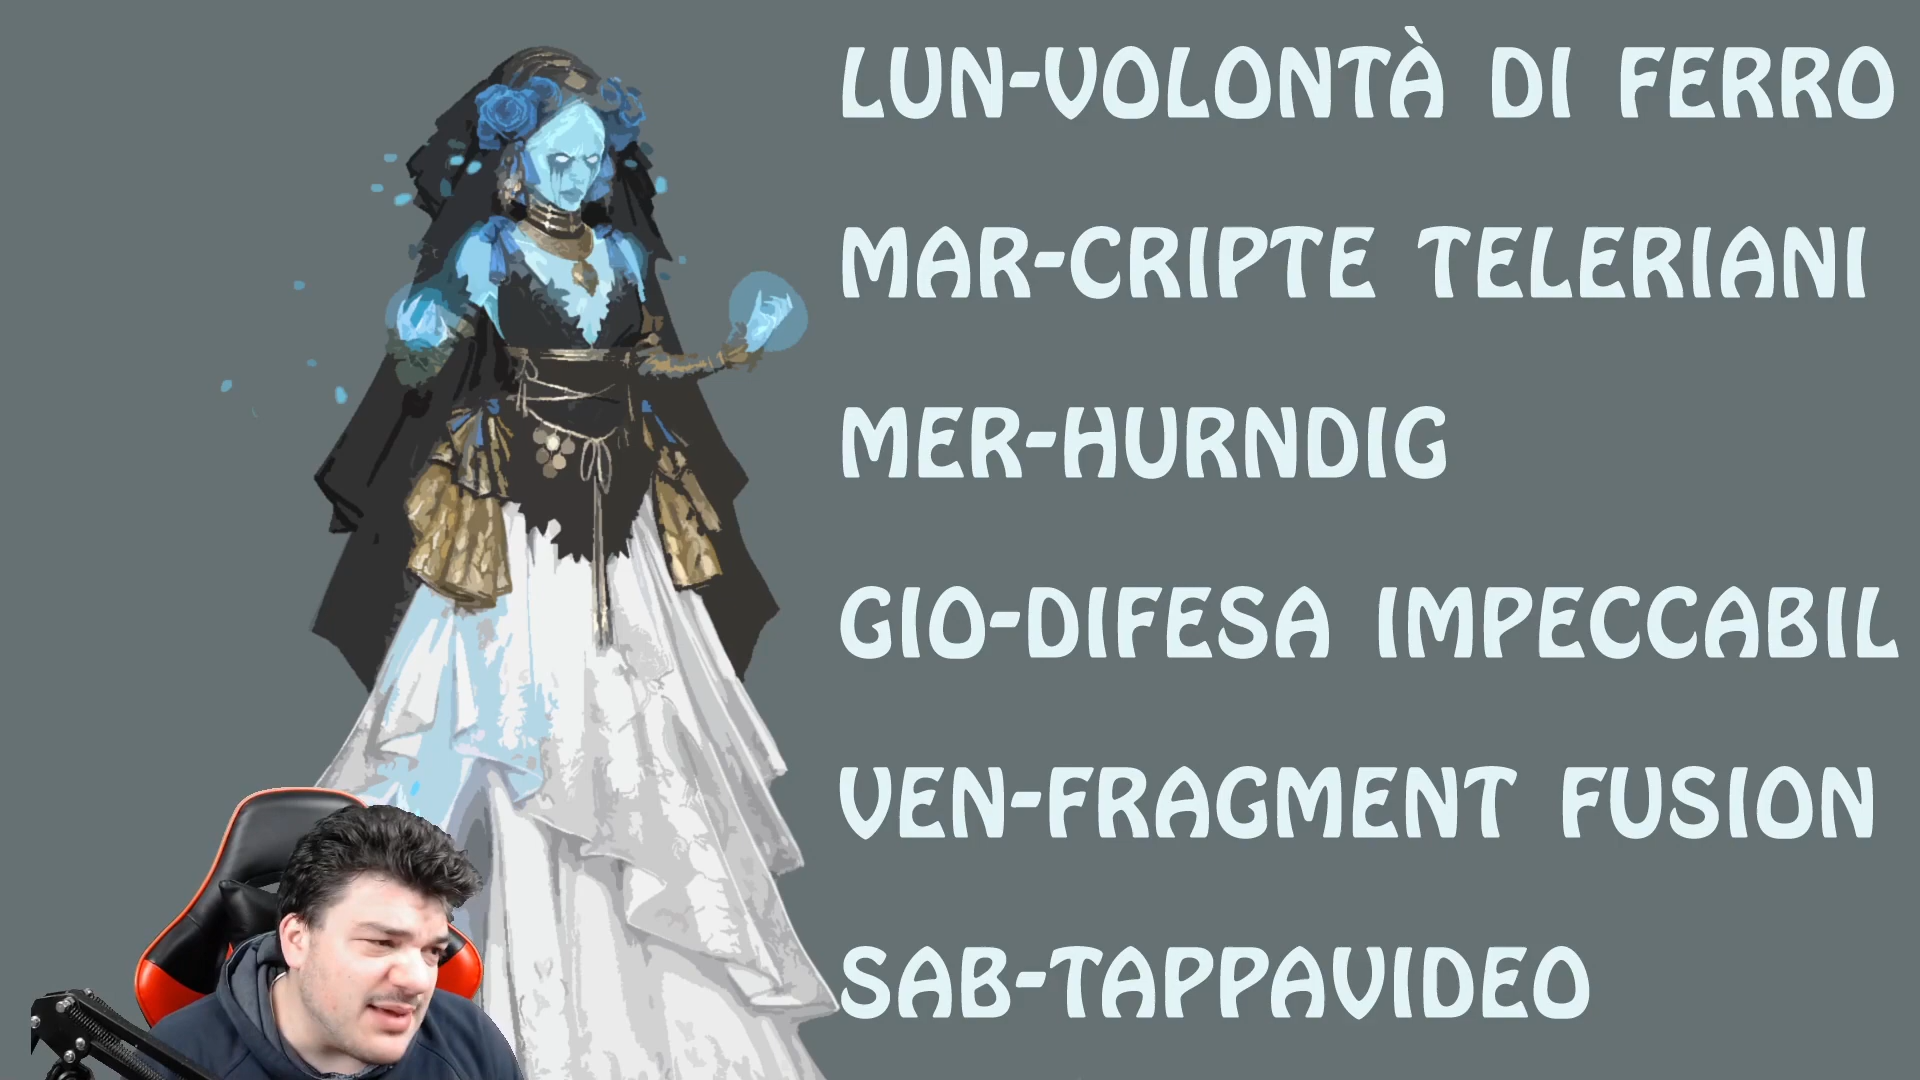 LUN-VOLONTÀ DI FERRO
MAR-CRIPTE TELERIANI
MER-HURNDIG
GIO-DIFESA IMPECCABIL
VEN-FRAGMENT FUSION
SAB-TAPPAVIDEO